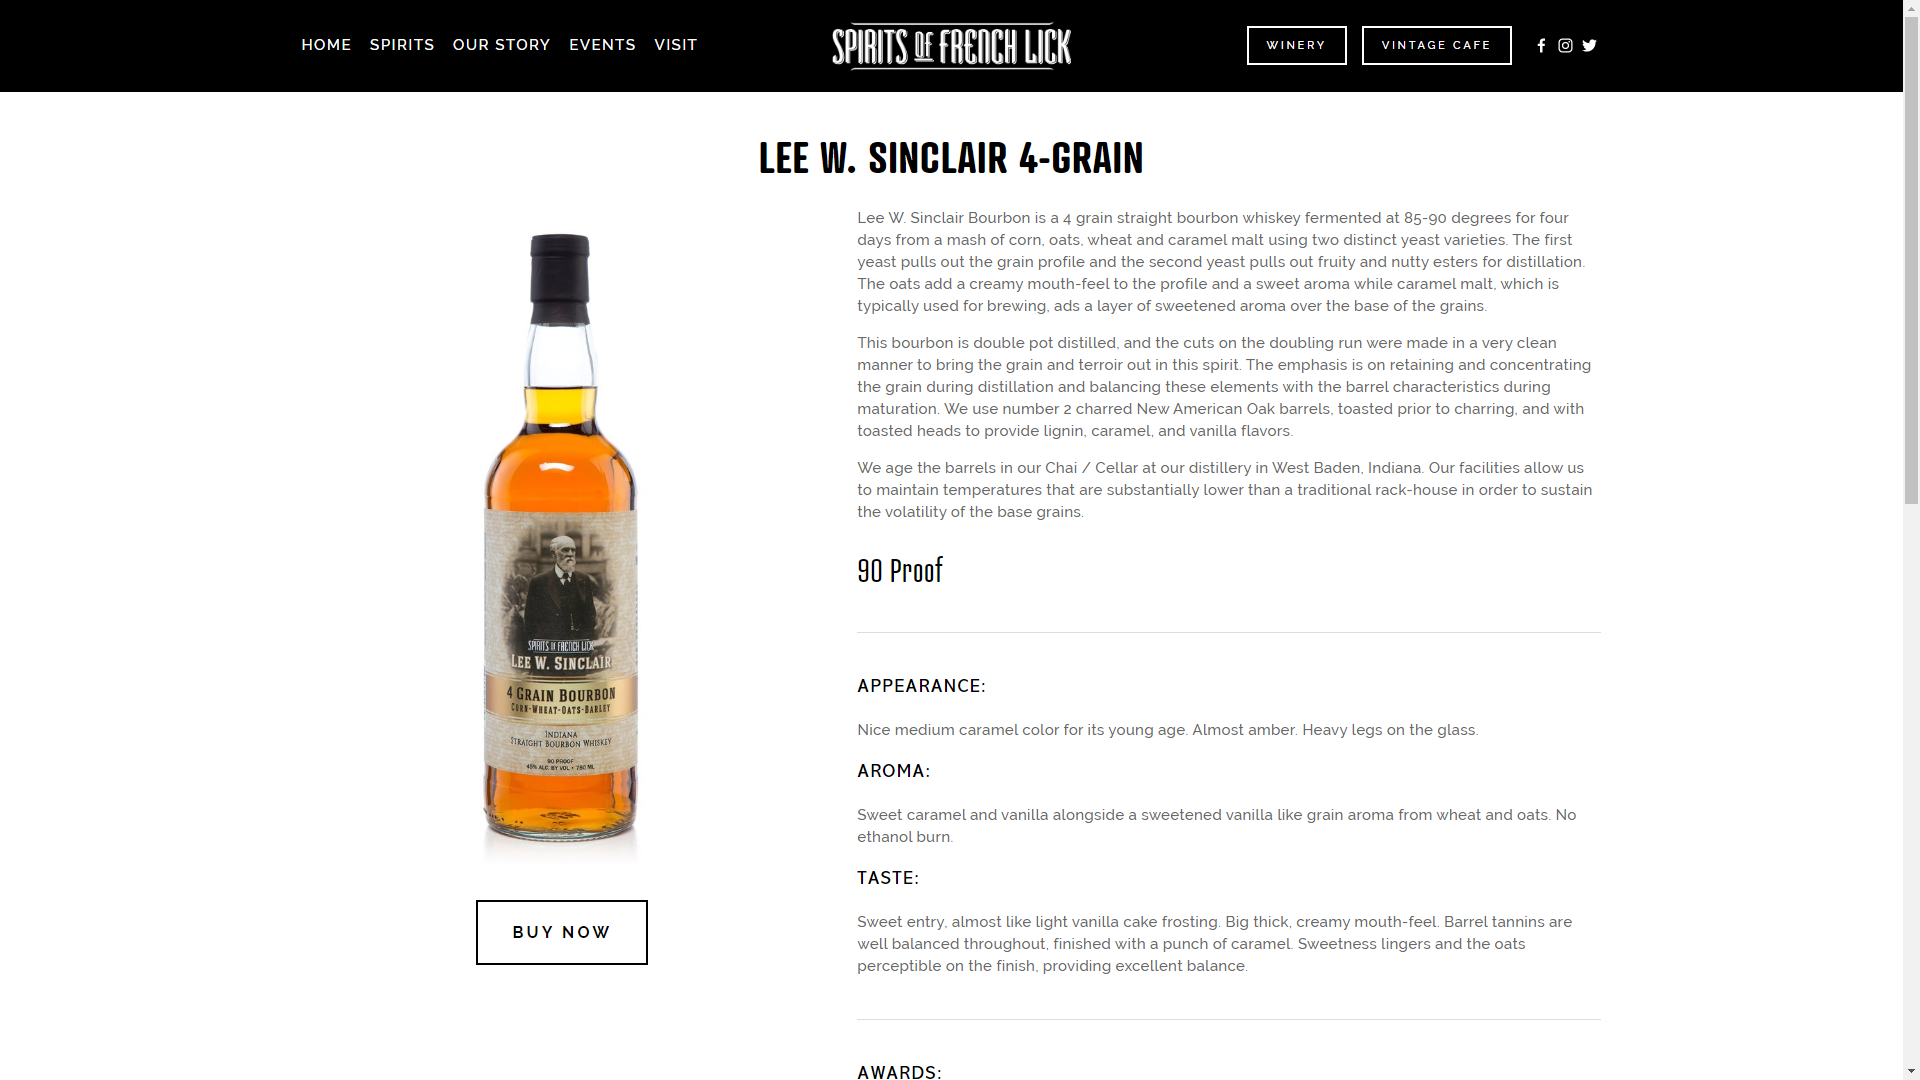 HOME SPIRITS OUR STORY EVENTS VISIT
SPIRITS OF FRENCH LICK
WINERY VINTAGE CAFE
LEE W. SINCLAIR 4-GRAIN
Lee W. Sinclair Bourbon is a 4 grain straight bourbon whiskey fermented at 85-90 degrees for four
days from a mash of corn, oats, wheat and caramel malt using two distinct yeast varieties. The first
yeast pulls out the grain profile and the second yeast pulls out fruity and nutty esters for distillation.
The oats add a creamy mouth-feel to the profile and a sweet aroma while caramel malt, which is
typically used for brewing, ads a layer of sweetened aroma over the base of the grains.
This bourbon is double pot distilled, and the cuts on the doubling run were made in a very clean
manner to bring the grain and terroir out in this spirit. The emphasis is on retaining and concentrating
the grain during distillation and balancing these elements with the barrel characteristics during
maturation. We use number 2 charred New American Oak barrels, toasted prior to charring, and with
toasted heads to provide lignin, caramel, and vanilla flavors.
We age the barrels in our Chai / Cellar at our distillery in West Baden, Indiana. Our facilities allow us
to maintain temperatures that are substantially lower than a traditional rack-house in order to sustain
the volatility of the base grains.
90 Proof
SPIRITS OF FRENCH LICK
LEE W. SINCLAIR
4 GRAIN BOURBON
CORN-WHEAT-OATS-BARLEY
INDIANA
STRAIGHT BOURBON WHISKEY
90 PROOF
45% ALC. BY VOL • 750 ML
BUY NOW
APPEARANCE:
Nice medium caramel color for its young age. Almost amber. Heavy legs on the glass.
AROMA:
Sweet caramel and vanilla alongside a sweetened vanilla like grain aroma from wheat and oats. No
ethanol burn.
TASTE:
Sweet entry, almost like light vanilla cake frosting. Big thick, creamy mouth-feel. Barrel tannins are
well balanced throughout, finished with a punch of caramel. Sweetness lingers and the oats
perceptible on the finish, providing excellent balance.
AWARDS: